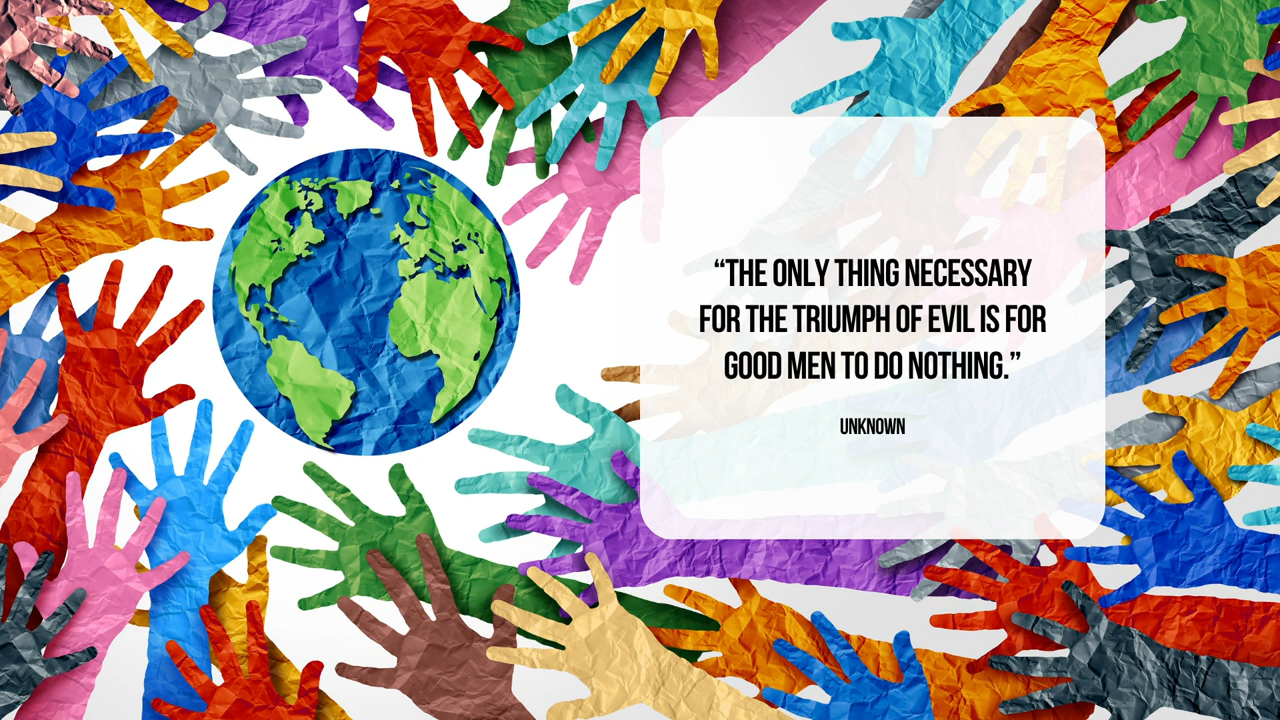 “THE ONLY THING NECESSARY
FOR THE TRIUMPH OF EVIL IS FOR
GOOD MEN TO DO NOTHING.”
UNKNOWN